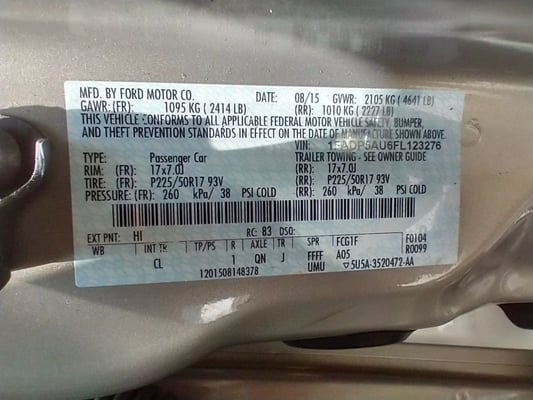 MFD. BY FORD MOTOR CO. DATE: 08/15 GVWR: 2105 KG (4641 LB)
GAWR: (FR): 1095 KG (2414 LB) (RR): 1010 KG (2227 LB)
THIS VEHICLE CONFORMS TO ALL APPLICABLE FEDERAL MOTOR VEHICLE SAFETY, BUMPER,
AND THEFT PREVENTION STANDARDS IN EFFECT ON THE DATE OF MANUFACTURE SHOWN ABOVE.
VIN: 1FADP5AU6FL123276
TYPE: Passenger Car TRAILER TOWING - SEE OWNER GUIDE
RIM: (FR): 17x7.0J (RR): 17x7.0J
TIRE: (FR): P225/50R17 93V (RR): P225/50R17 93V
PRESSURE: (FR): 260 kPa/ 38 PSI COLD (RR): 260 kPa/ 38 PSI COLD
EXT PNT: HI RC: 83 DSO:
WB INT TR TP/PS R AXLE TR SPR FCG1F F0104
CL 1 QN J FFFF A05 R0099
1201508148378 UMU ▽5U5A-3520472-AA